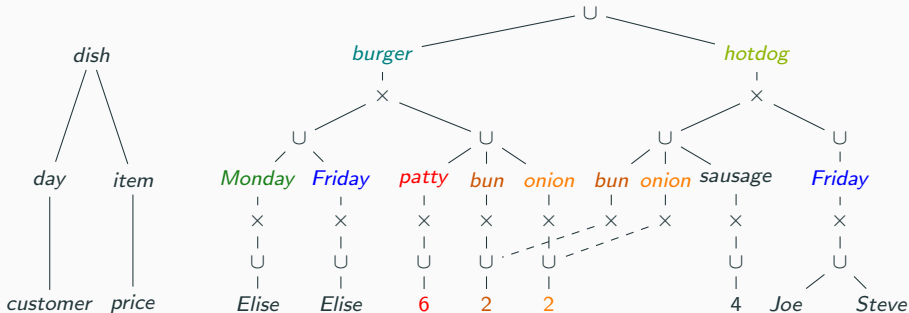 ∪
dish burger hotdog
× ×
∪ ∪ ∪ ∪
day item Monday Friday patty bun onion bun onion sausage Friday
× × × × × × × × ×
∪ ∪ ∪ ∪ ∪ ∪ ∪
customer price Elise Elise 6 2 2 4 Joe Steve